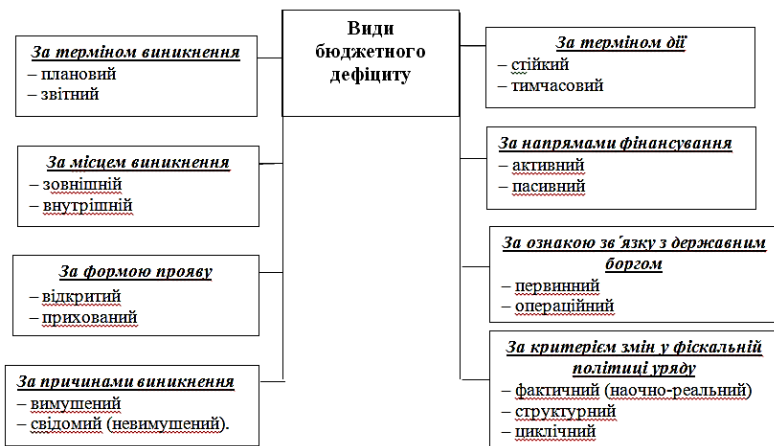 Види
бюджетного
дефіциту
За терміном виникнення
– плановий
– звітний
За місцем виникнення
– зовнішній
– внутрішній
За формою прояву
– відкритий
– прихований
За причинами виникнення
– вимушений
– свідомий (невимушений).
За терміном дії
– стійкий
– тимчасовий
За напрямами фінансування
– активний
– пасивний
За ознакою зв´язку з державним
боргом
– первинний
– операційний
За критерієм змін у фіскальній
політиці уряду
– фактичний (наочно-реальний)
– структурний
– циклічний